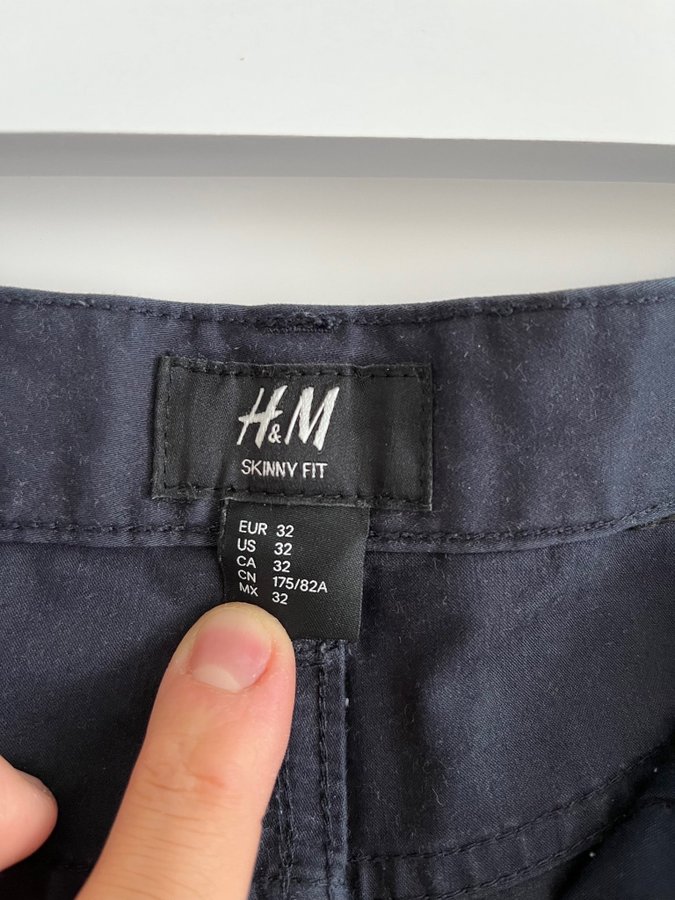 H&M
SKINNY FIT
EUR 32
US 32
CA 32
CN 175/82A
MX 32